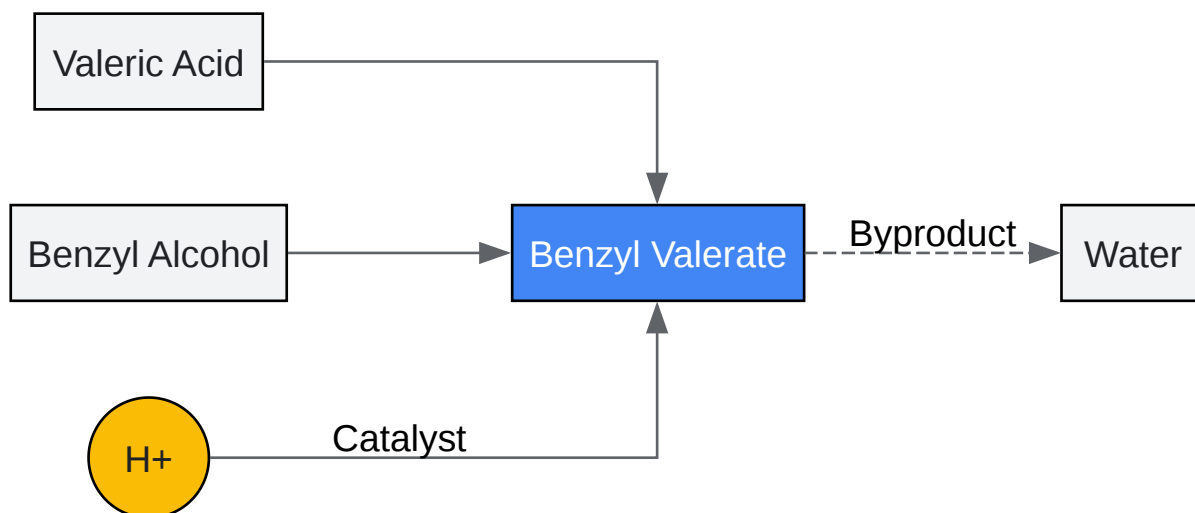 Valeric Acid
Benzyl Alcohol
Benzyl Valerate
Byproduct
Water
Catalyst
H+